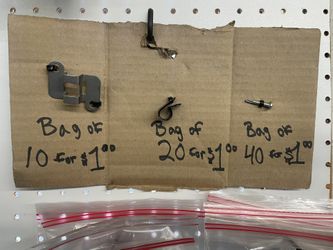 Bag of
10 for $1.00
Bag of
20 for $1.00
Bag of
40 for $1.00